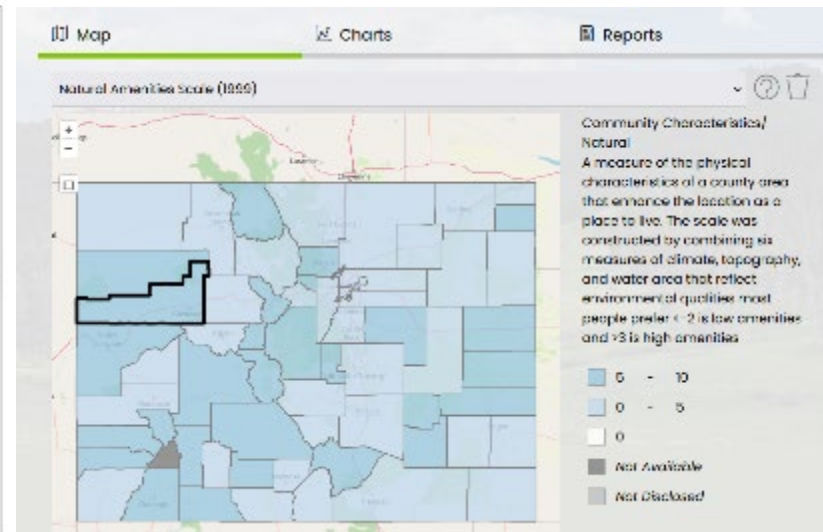 Map
Charts
Reports
Natural Amenities Scale (1999)
Community Characteristics/
Natural
A measure of the physical
characteristics of a county area
that enhance the location as a
place to live. The scale was
constructed by combining six
measures of climate, topography,
and water area that reflect
environmental qualities most
people prefer <-2 is low amenities
and >3 is high amenities
5 - 10
0 - 5
0
Not Available
Not Disclosed